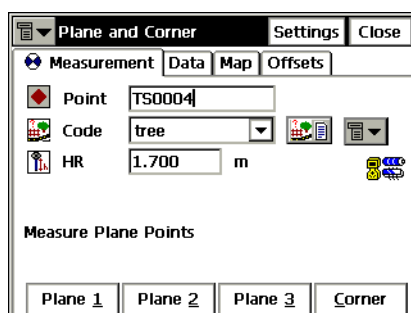 Plane and Corner Settings Close
Measurement Data Map Offsets
Point TS0004
Code tree
HR 1.700 m
Measure Plane Points
Plane 1 Plane 2 Plane 3 Corner